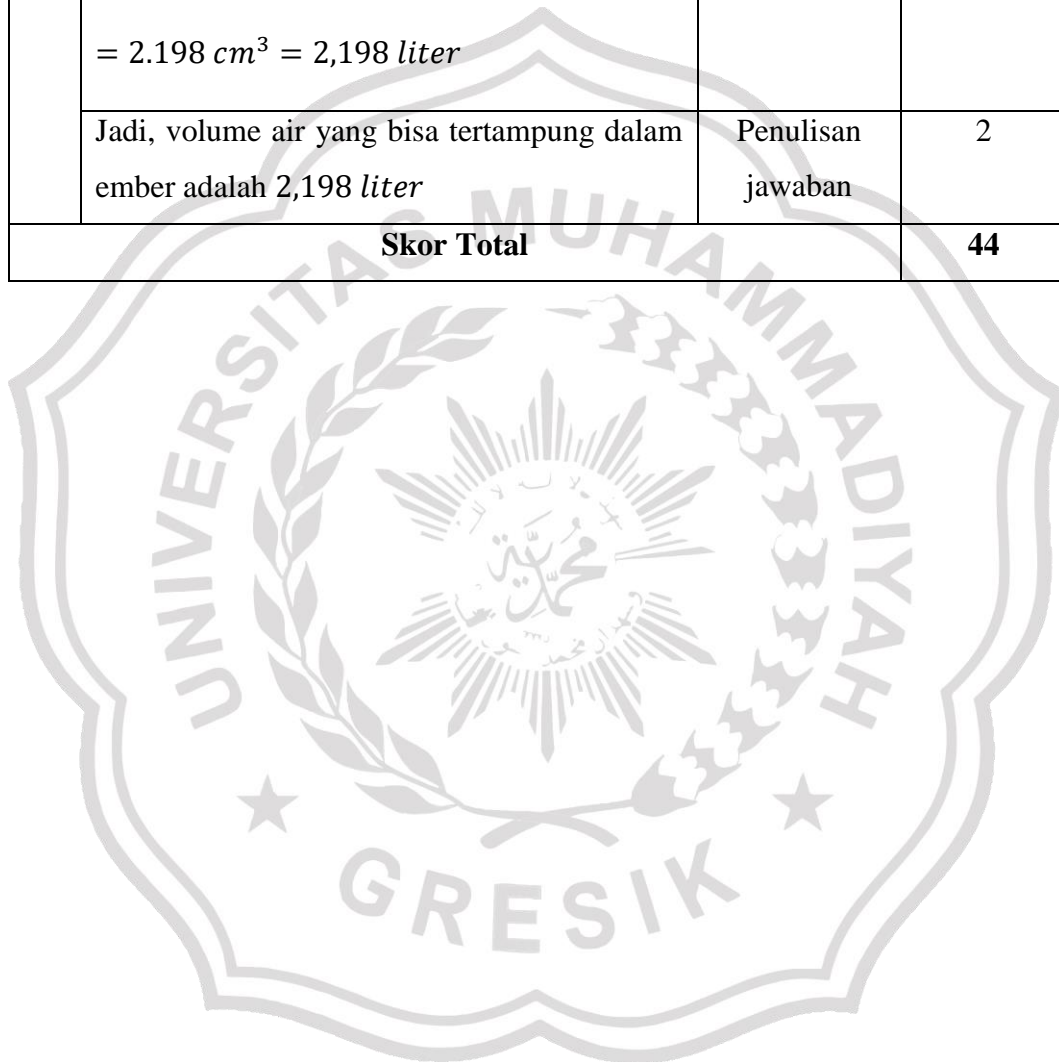 = 2.198 cm³ = 2,198 liter
Jadi, volume air yang bisa tertampung dalam
ember adalah 2,198 liter
Penulisan
jawaban
2
Skor Total
44
UNIVERSITAS MUHAMMADIYAH
GRESIK